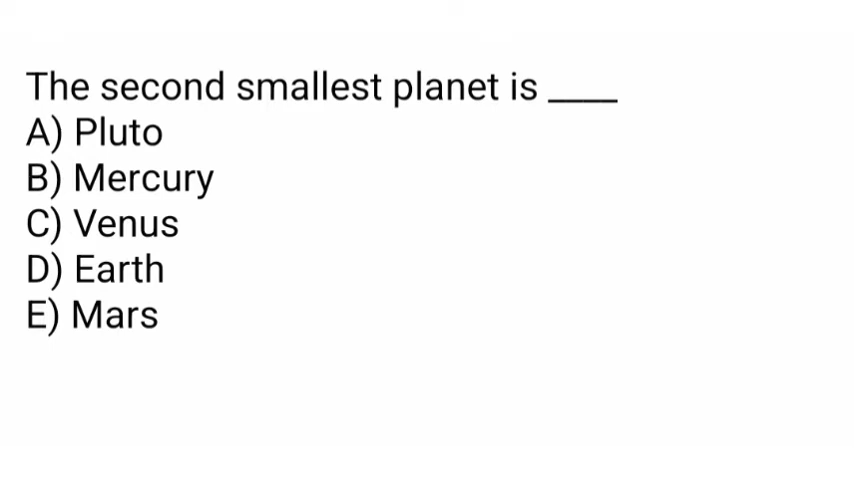 The second smallest planet is ____
A) Pluto
B) Mercury
C) Venus
D) Earth
E) Mars